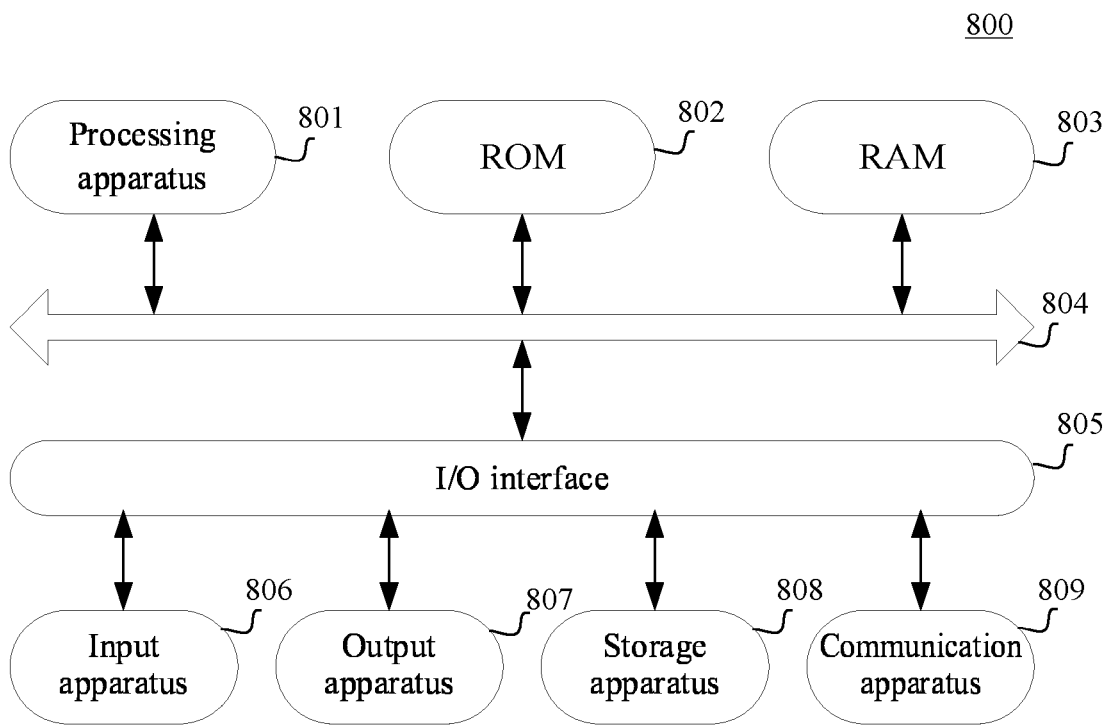 800
Processing
apparatus
801
ROM
802
RAM
803
804
I/O interface
805
Input
apparatus
806
Output
apparatus
807
Storage
apparatus
808
Communication
apparatus
809